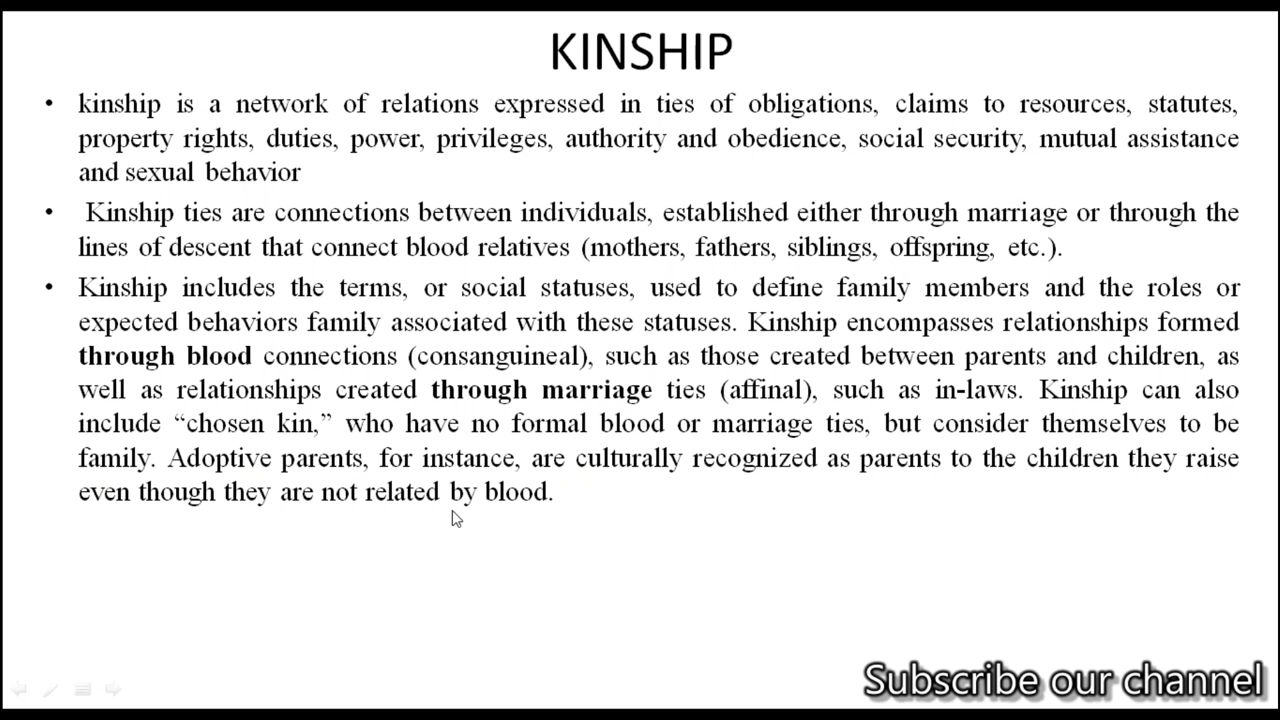 KINSHIP
• kinship is a network of relations expressed in ties of obligations, claims to resources, statutes,
property rights, duties, power, privileges, authority and obedience, social security, mutual assistance
and sexual behavior
• Kinship ties are connections between individuals, established either through marriage or through the
lines of descent that connect blood relatives (mothers, fathers, siblings, offspring, etc.).
• Kinship includes the terms, or social statuses, used to define family members and the roles or
expected behaviors family associated with these statuses. Kinship encompasses relationships formed
through blood connections (consanguineal), such as those created between parents and children, as
well as relationships created through marriage ties (affinal), such as in-laws. Kinship can also
include “chosen kin,” who have no formal blood or marriage ties, but consider themselves to be
family. Adoptive parents, for instance, are culturally recognized as parents to the children they raise
even though they are not related by blood.
Subscribe our channel